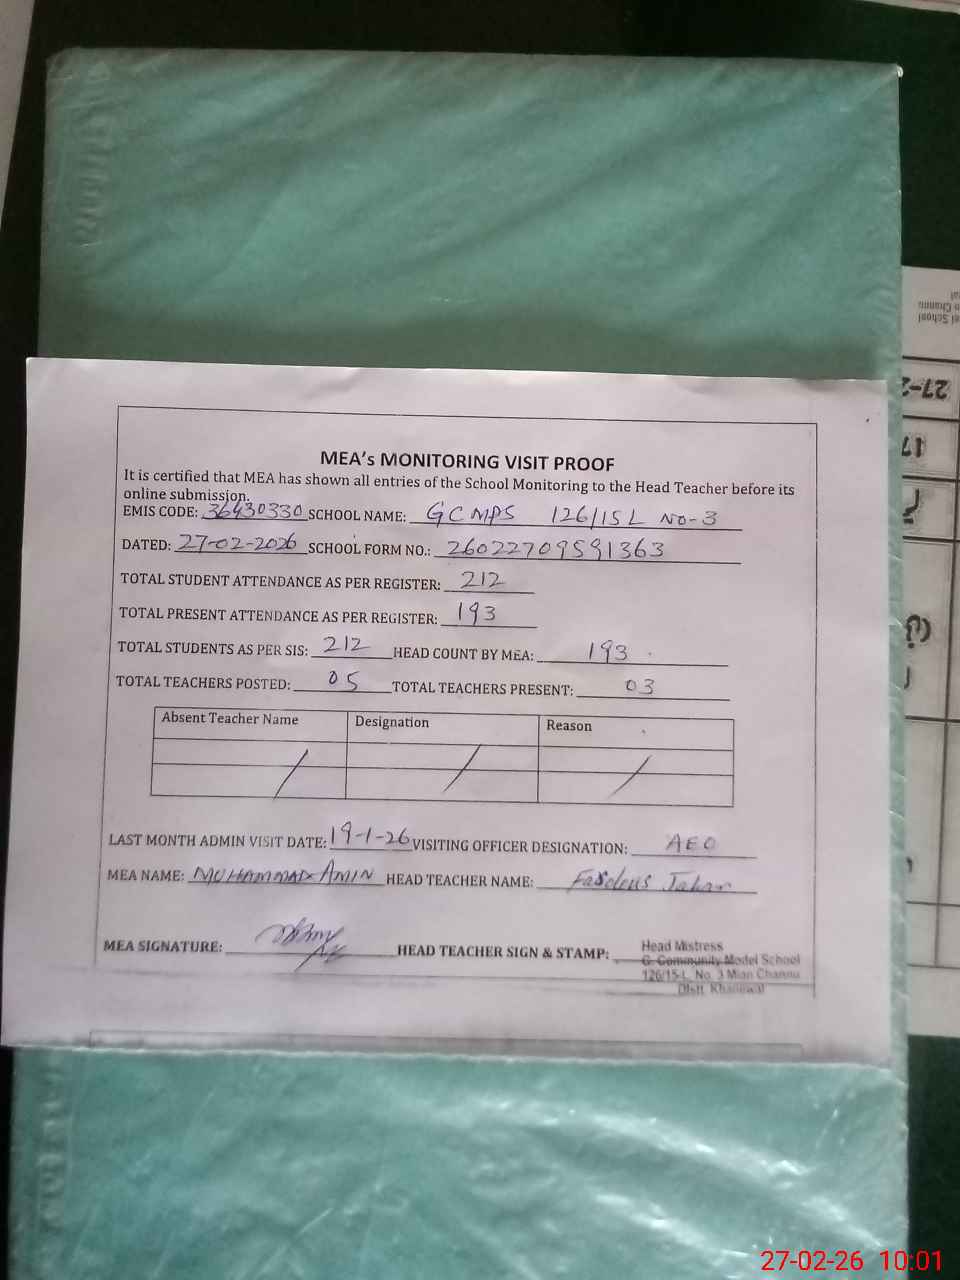 MEA's MONITORING VISIT PROOF
It is certified that MEA has shown all entries of the School Monitoring to the Head Teacher before its
online submission.
EMIS CODE: 36430330 SCHOOL NAME: GCMPS 126/15L NO-3
DATED: 27-02-2026 SCHOOL FORM NO.: 26022709591363
TOTAL STUDENT ATTENDANCE AS PER REGISTER: 212
TOTAL PRESENT ATTENDANCE AS PER REGISTER: 193
TOTAL STUDENTS AS PER SIS: 212 HEAD COUNT BY MEA: 193
TOTAL TEACHERS POSTED: 05 TOTAL TEACHERS PRESENT: 03
Absent Teacher Name Designation Reason
/ / /
LAST MONTH ADMIN VISIT DATE: 19-1-26 VISITING OFFICER DESIGNATION: AEO
MEA NAME: MUHAMMAD AMIN HEAD TEACHER NAME: Fardous Jahan
MEA SIGNATURE: HEAD TEACHER SIGN & STAMP:
Head Mistress
G. Community Model School
126/15-L, No. 3 Mian Channu
Distt. Khanewal
27-2
17
27-02-26 10:01